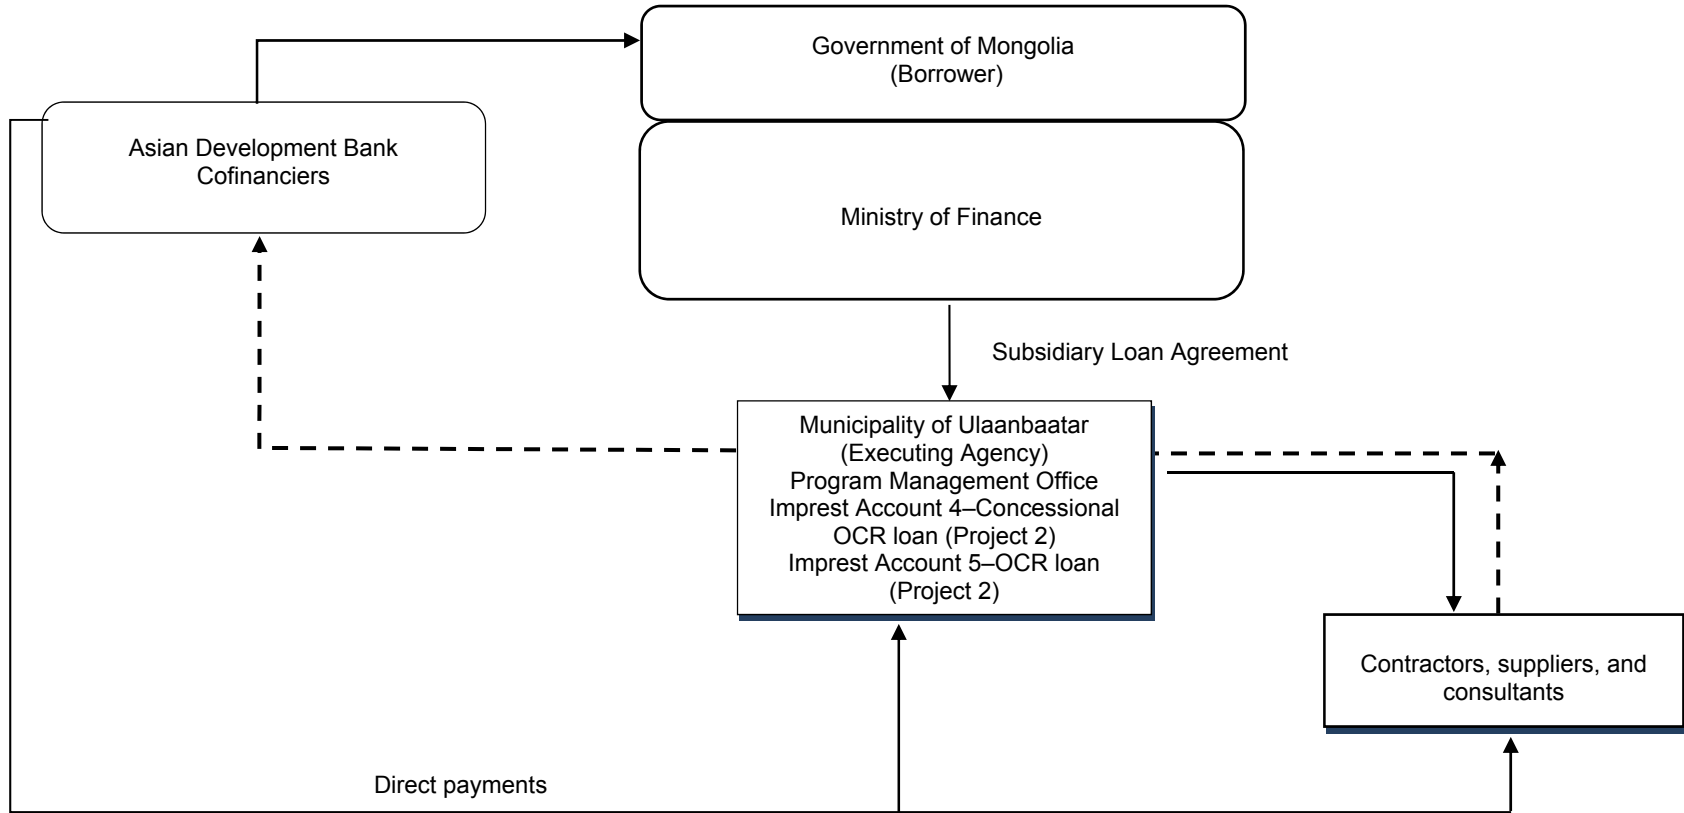 Government of Mongolia
(Borrower)
Asian Development Bank
Cofinanciers
Ministry of Finance
Subsidiary Loan Agreement
Municipality of Ulaanbaatar
(Executing Agency)
Program Management Office
Imprest Account 4–Concessional
OCR loan (Project 2)
Imprest Account 5–OCR loan
(Project 2)
Contractors, suppliers, and
consultants
Direct payments